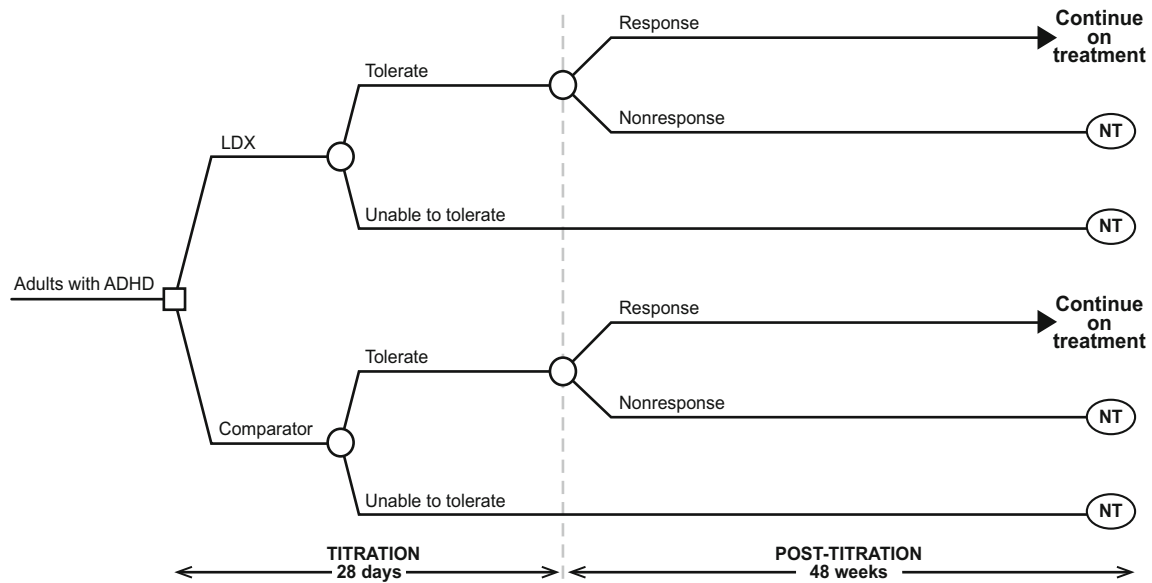 Response
Continue
on
treatment
Tolerate
Nonresponse
NT
LDX
Unable to tolerate
NT
Adults with ADHD
Response
Continue
on
treatment
Tolerate
Nonresponse
NT
Comparator
Unable to tolerate
NT
TITRATION
28 days
POST-TITRATION
48 weeks